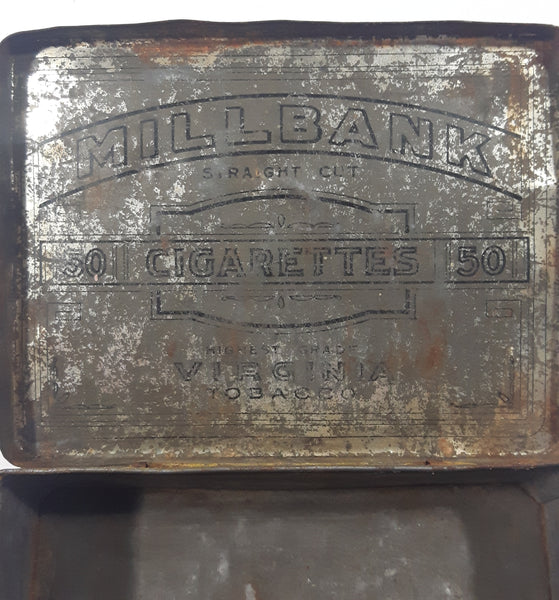 MILLBANK
STRAIGHT CUT
50 CIGARETTES 50
HIGHEST GRADE
VIRGINIA
TOBACCO